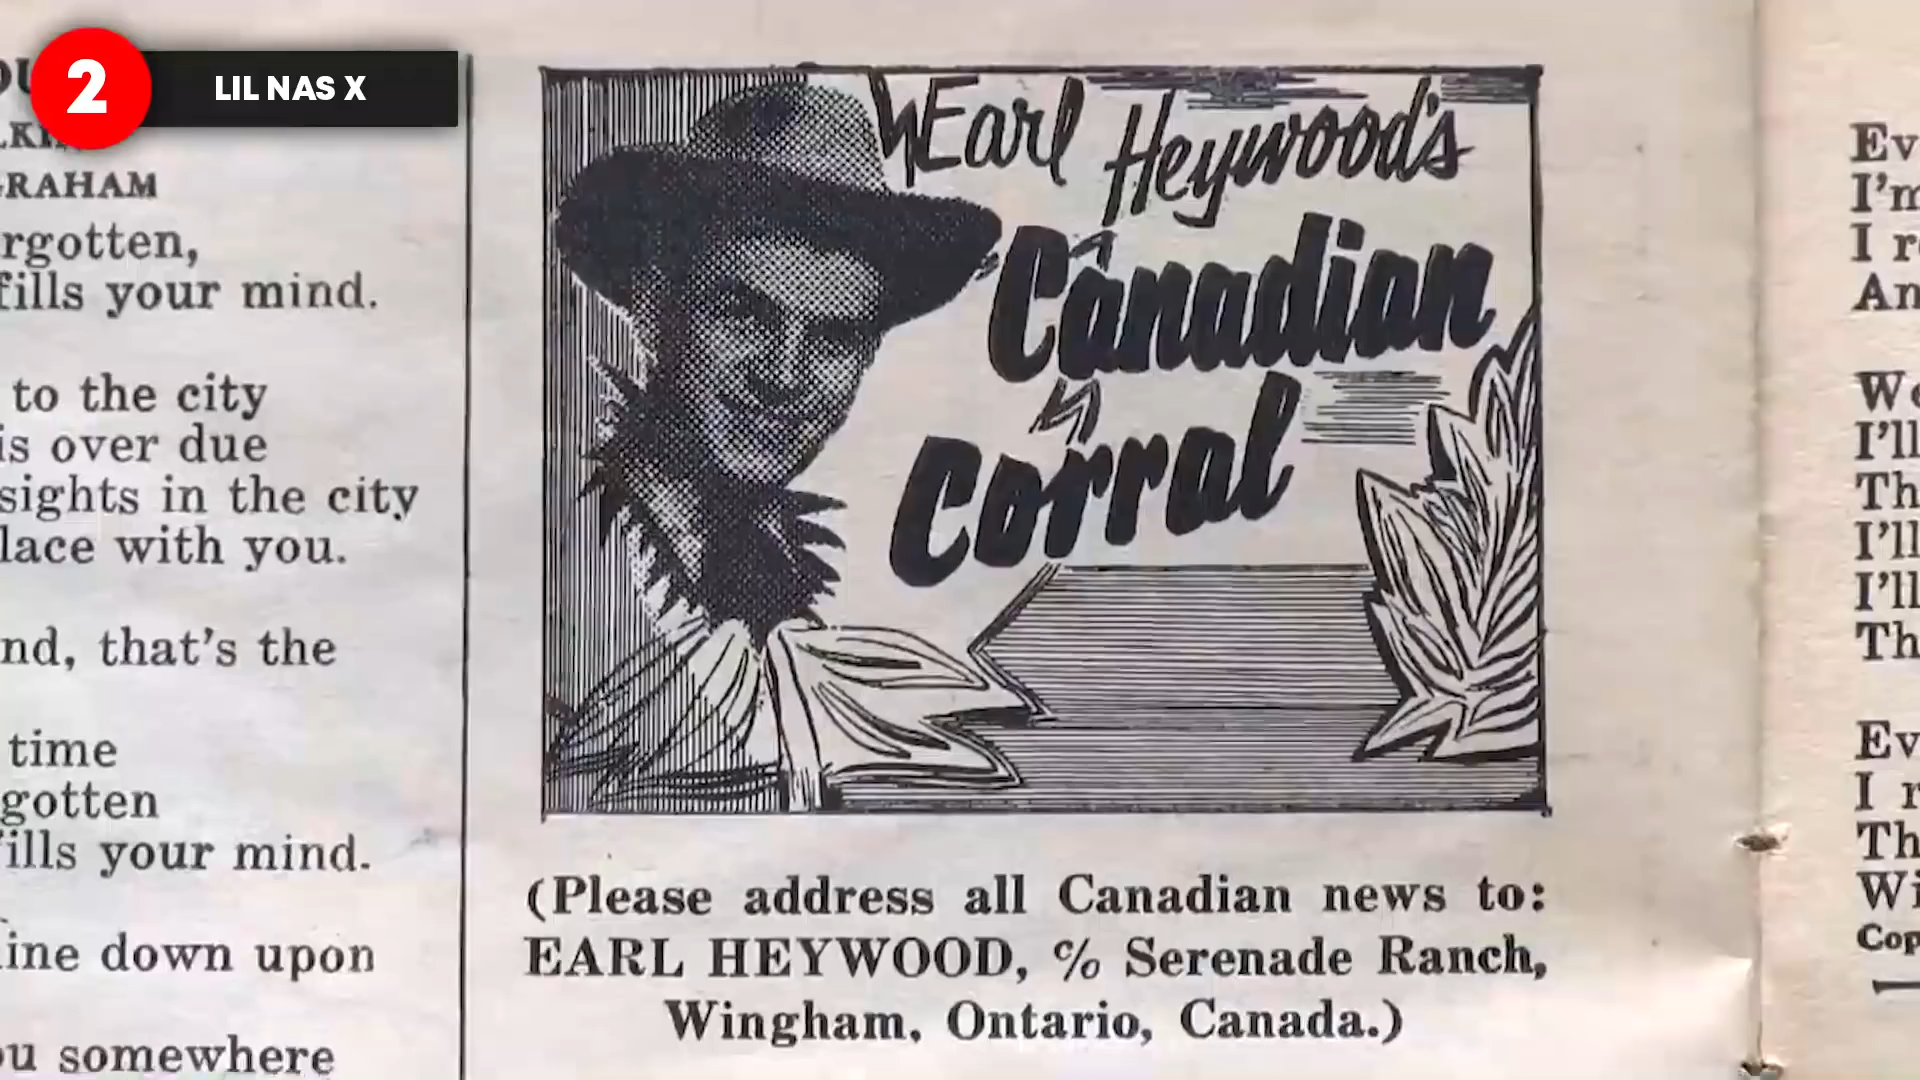 2
LIL NAS X
GRAHAM
rgotten,
fills your mind.
to the city
is over due
sights in the city
lace with you.
nd, that's the
time
gotten
ills your mind.
ine down upon
ou somewhere
Earl Heywood's
Canadian
Corral
(Please address all Canadian news to:
EARL HEYWOOD, % Serenade Ranch,
Wingham, Ontario, Canada.)
Ev
I'm
I r
An
We
I'll
Th
I'll
I'll
Th
Ev
I r
Th
Wi
Cop